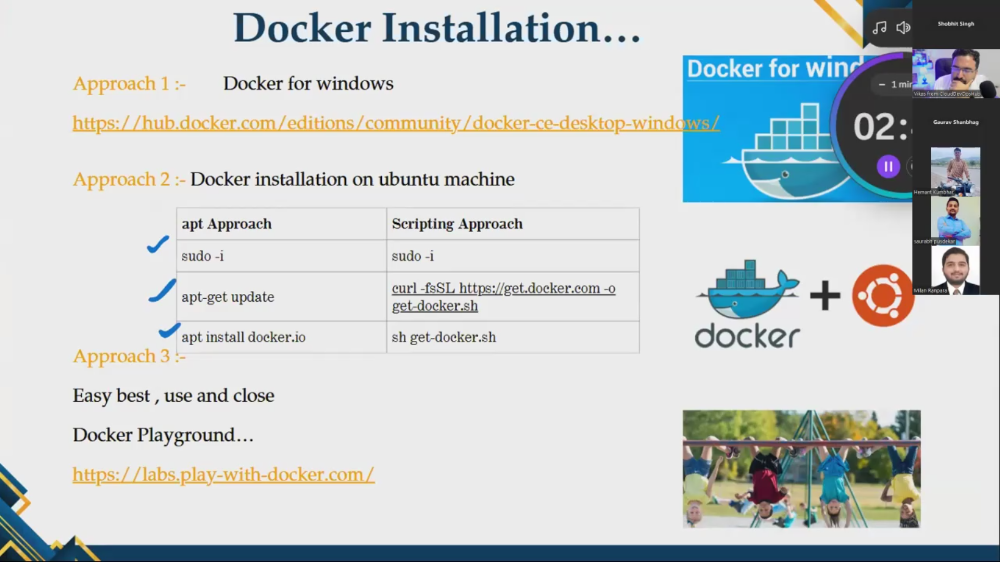 Docker Installation...
Shobhit Singh
Approach 1 :- Docker for windows
https://hub.docker.com/editions/community/docker-ce-desktop-windows/
Docker for wind
− 1 min
02:
Vikas from CloudDevOpsHub
Gaurav Shanbhag
Hemant Kumbhar
saurabh pusdekar
Milan Ranpara
Approach 2 :- Docker installation on ubuntu machine
apt Approach Scripting Approach
sudo -i sudo -i
apt-get update curl -fsSL https://get.docker.com -o
get-docker.sh
apt install docker.io sh get-docker.sh
docker
Approach 3 :-
Easy best , use and close
Docker Playground...
https://labs.play-with-docker.com/